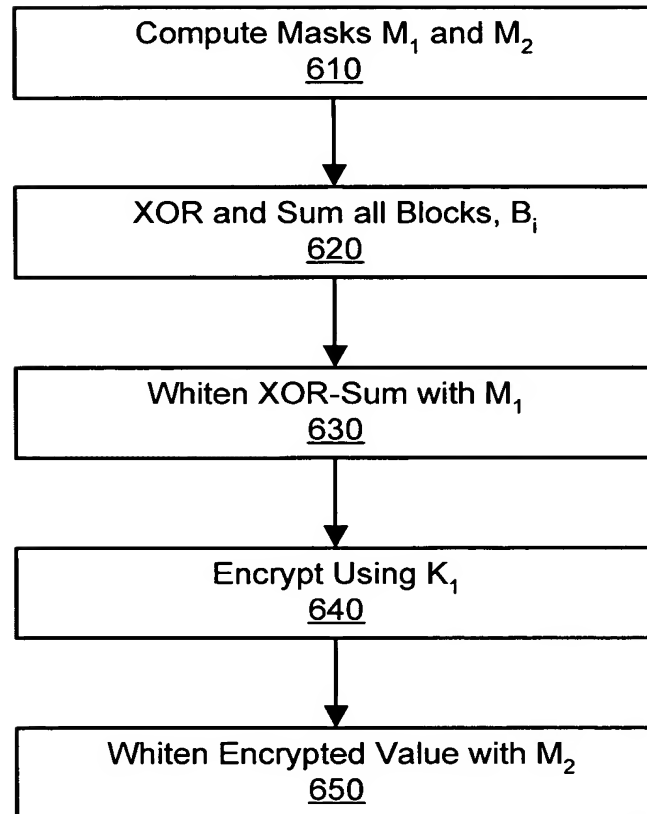 Compute Masks M₁ and M₂
610
XOR and Sum all Blocks, Bᵢ
620
Whiten XOR-Sum with M₁
630
Encrypt Using K₁
640
Whiten Encrypted Value with M₂
650